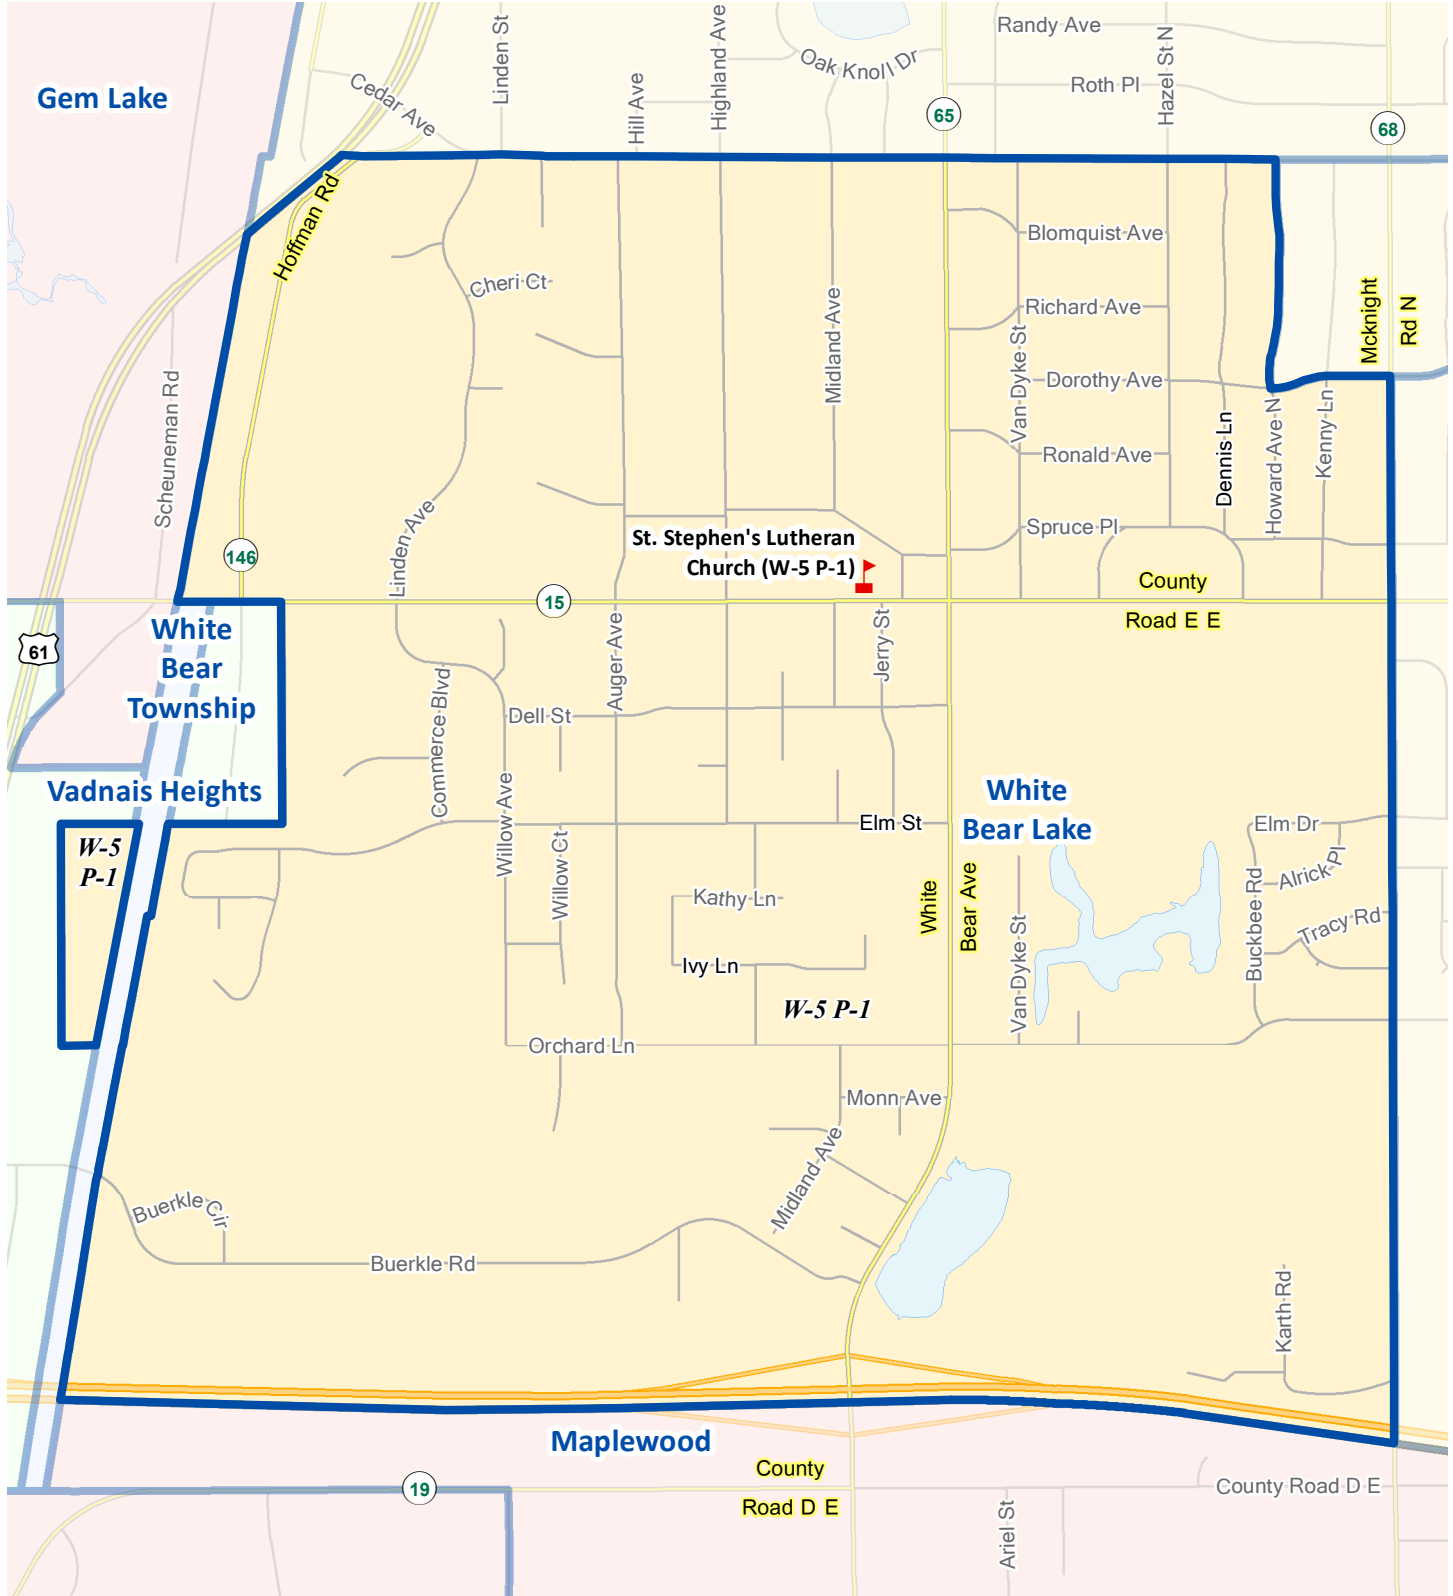 Randy Ave
Linden St
Highland Ave
Hazel St N
Oak Knoll Dr
Roth Pl
Gem Lake
Cedar Ave
Hill Ave
65
68
Hoffman Rd
Blomquist Ave
Cheri Ct
Richard Ave
Mcknight
Rd N
Midland Ave
Van Dyke St
Dorothy Ave
Scheuneman Rd
Dennis Ln
Howard Ave N
Kenny Ln
Ronald Ave
Linden Ave
Spruce Pl
St. Stephen's Lutheran
Church (W-5 P-1)
146
15
County
Road E E
White
Bear
Township
61
Auger Ave
Jerry St
Commerce Blvd
Dell St
Vadnais Heights
White
Bear Lake
Willow Ave
Elm St
Elm Dr
W-5
P-1
Willow Ct
Alrick Pl
Kathy Ln
White
Bear Ave
Buckbee Rd
Tracy Rd
Ivy Ln
Van Dyke St
W-5 P-1
Orchard Ln
Monn Ave
Midland Ave
Buerkle Cir
Buerkle Rd
Karth Rd
Maplewood
County
Road D E
19
County Road D E
Ariel St